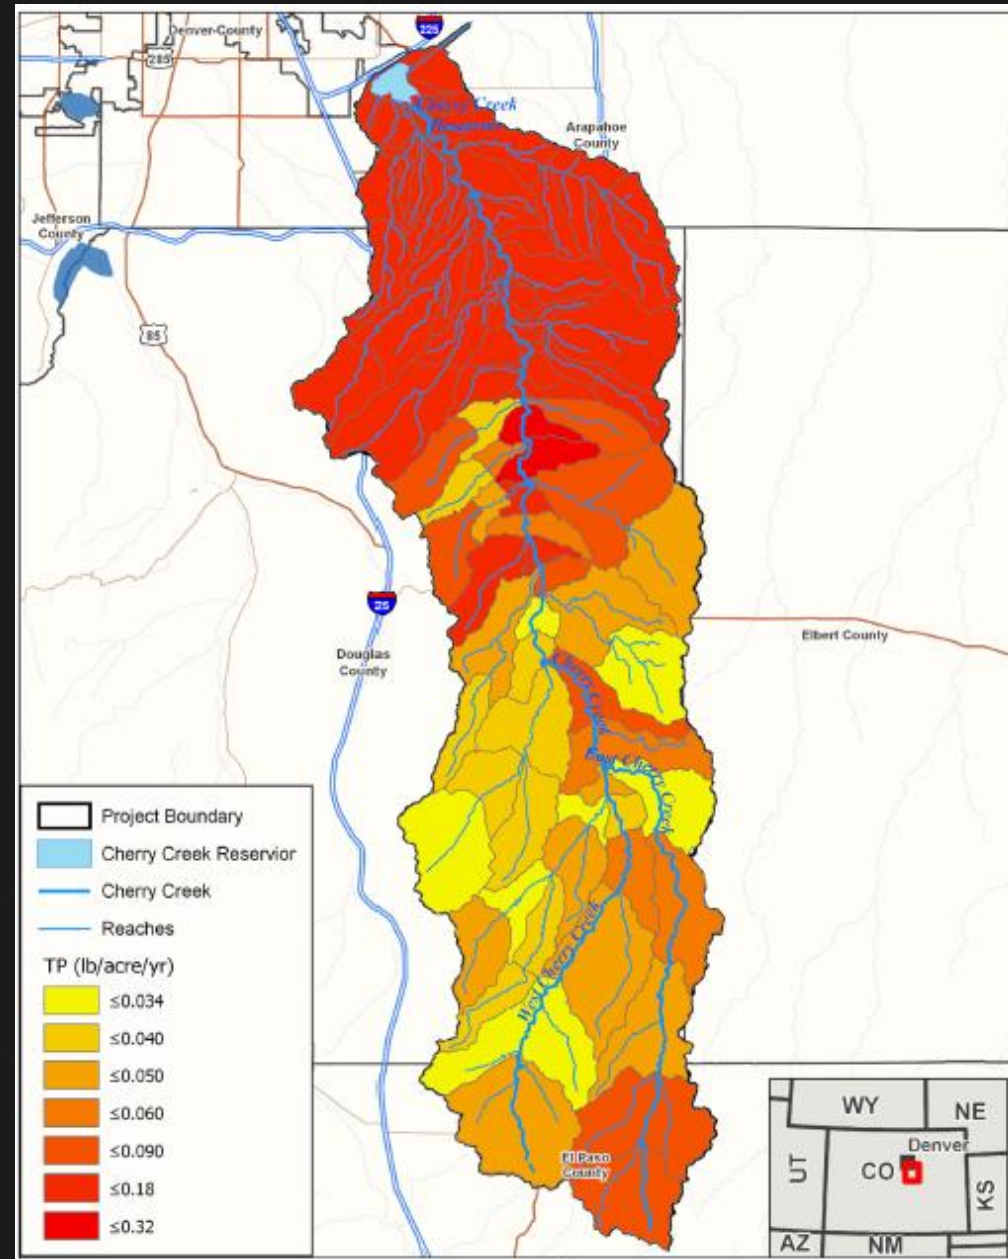 225
Denver County
285
Cherry Creek
Reservoir
Arapahoe
County
Jefferson
County
85
25
Elbert County
Douglas
County
Cherry Creek
East Cherry Creek
West Cherry Creek
El Paso
County
Project Boundary
Cherry Creek Reservior
Cherry Creek
Reaches
TP (lb/acre/yr)
≤0.034
≤0.040
≤0.050
≤0.060
≤0.090
≤0.18
≤0.32
WY
NE
Denver
UT
CO
KS
AZ
NM